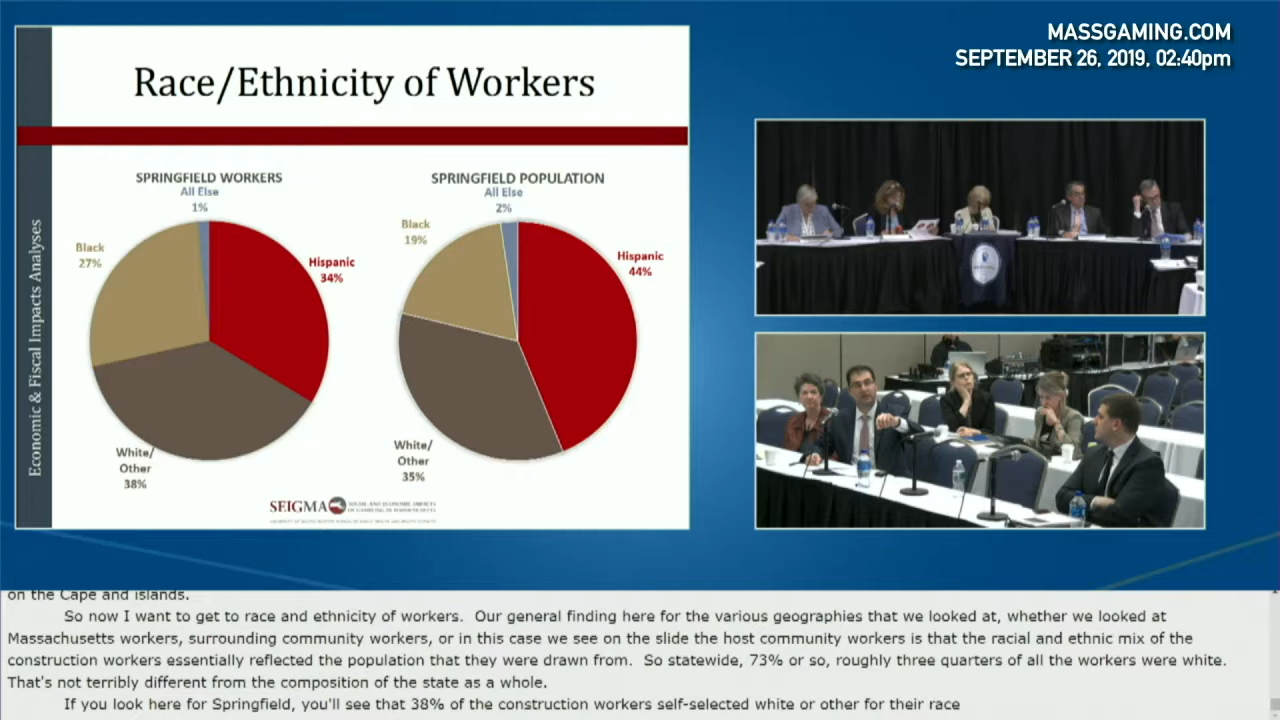 MASSGAMING.COM
SEPTEMBER 26, 2019, 02:40pm
Race/Ethnicity of Workers
Economic & Fiscal Impacts Analyses
SPRINGFIELD WORKERS
All Else
1%
Black
27%
Hispanic
34%
White/
Other
38%
SPRINGFIELD POPULATION
All Else
2%
Black
19%
Hispanic
44%
White/
Other
35%
SEIGMA
SOCIAL AND ECONOMIC IMPACTS
OF GAMBLING IN MASSACHUSETTS
on the Cape and islands.
So now I want to get to race and ethnicity of workers. Our general finding here for the various geographies that we looked at, whether we looked at
Massachusetts workers, surrounding community workers, or in this case we see on the slide the host community workers is that the racial and ethnic mix of the
construction workers essentially reflected the population that they were drawn from. So statewide, 73% or so, roughly three quarters of all the workers were white.
That's not terribly different from the composition of the state as a whole.
If you look here for Springfield, you'll see that 38% of the construction workers self-selected white or other for their race